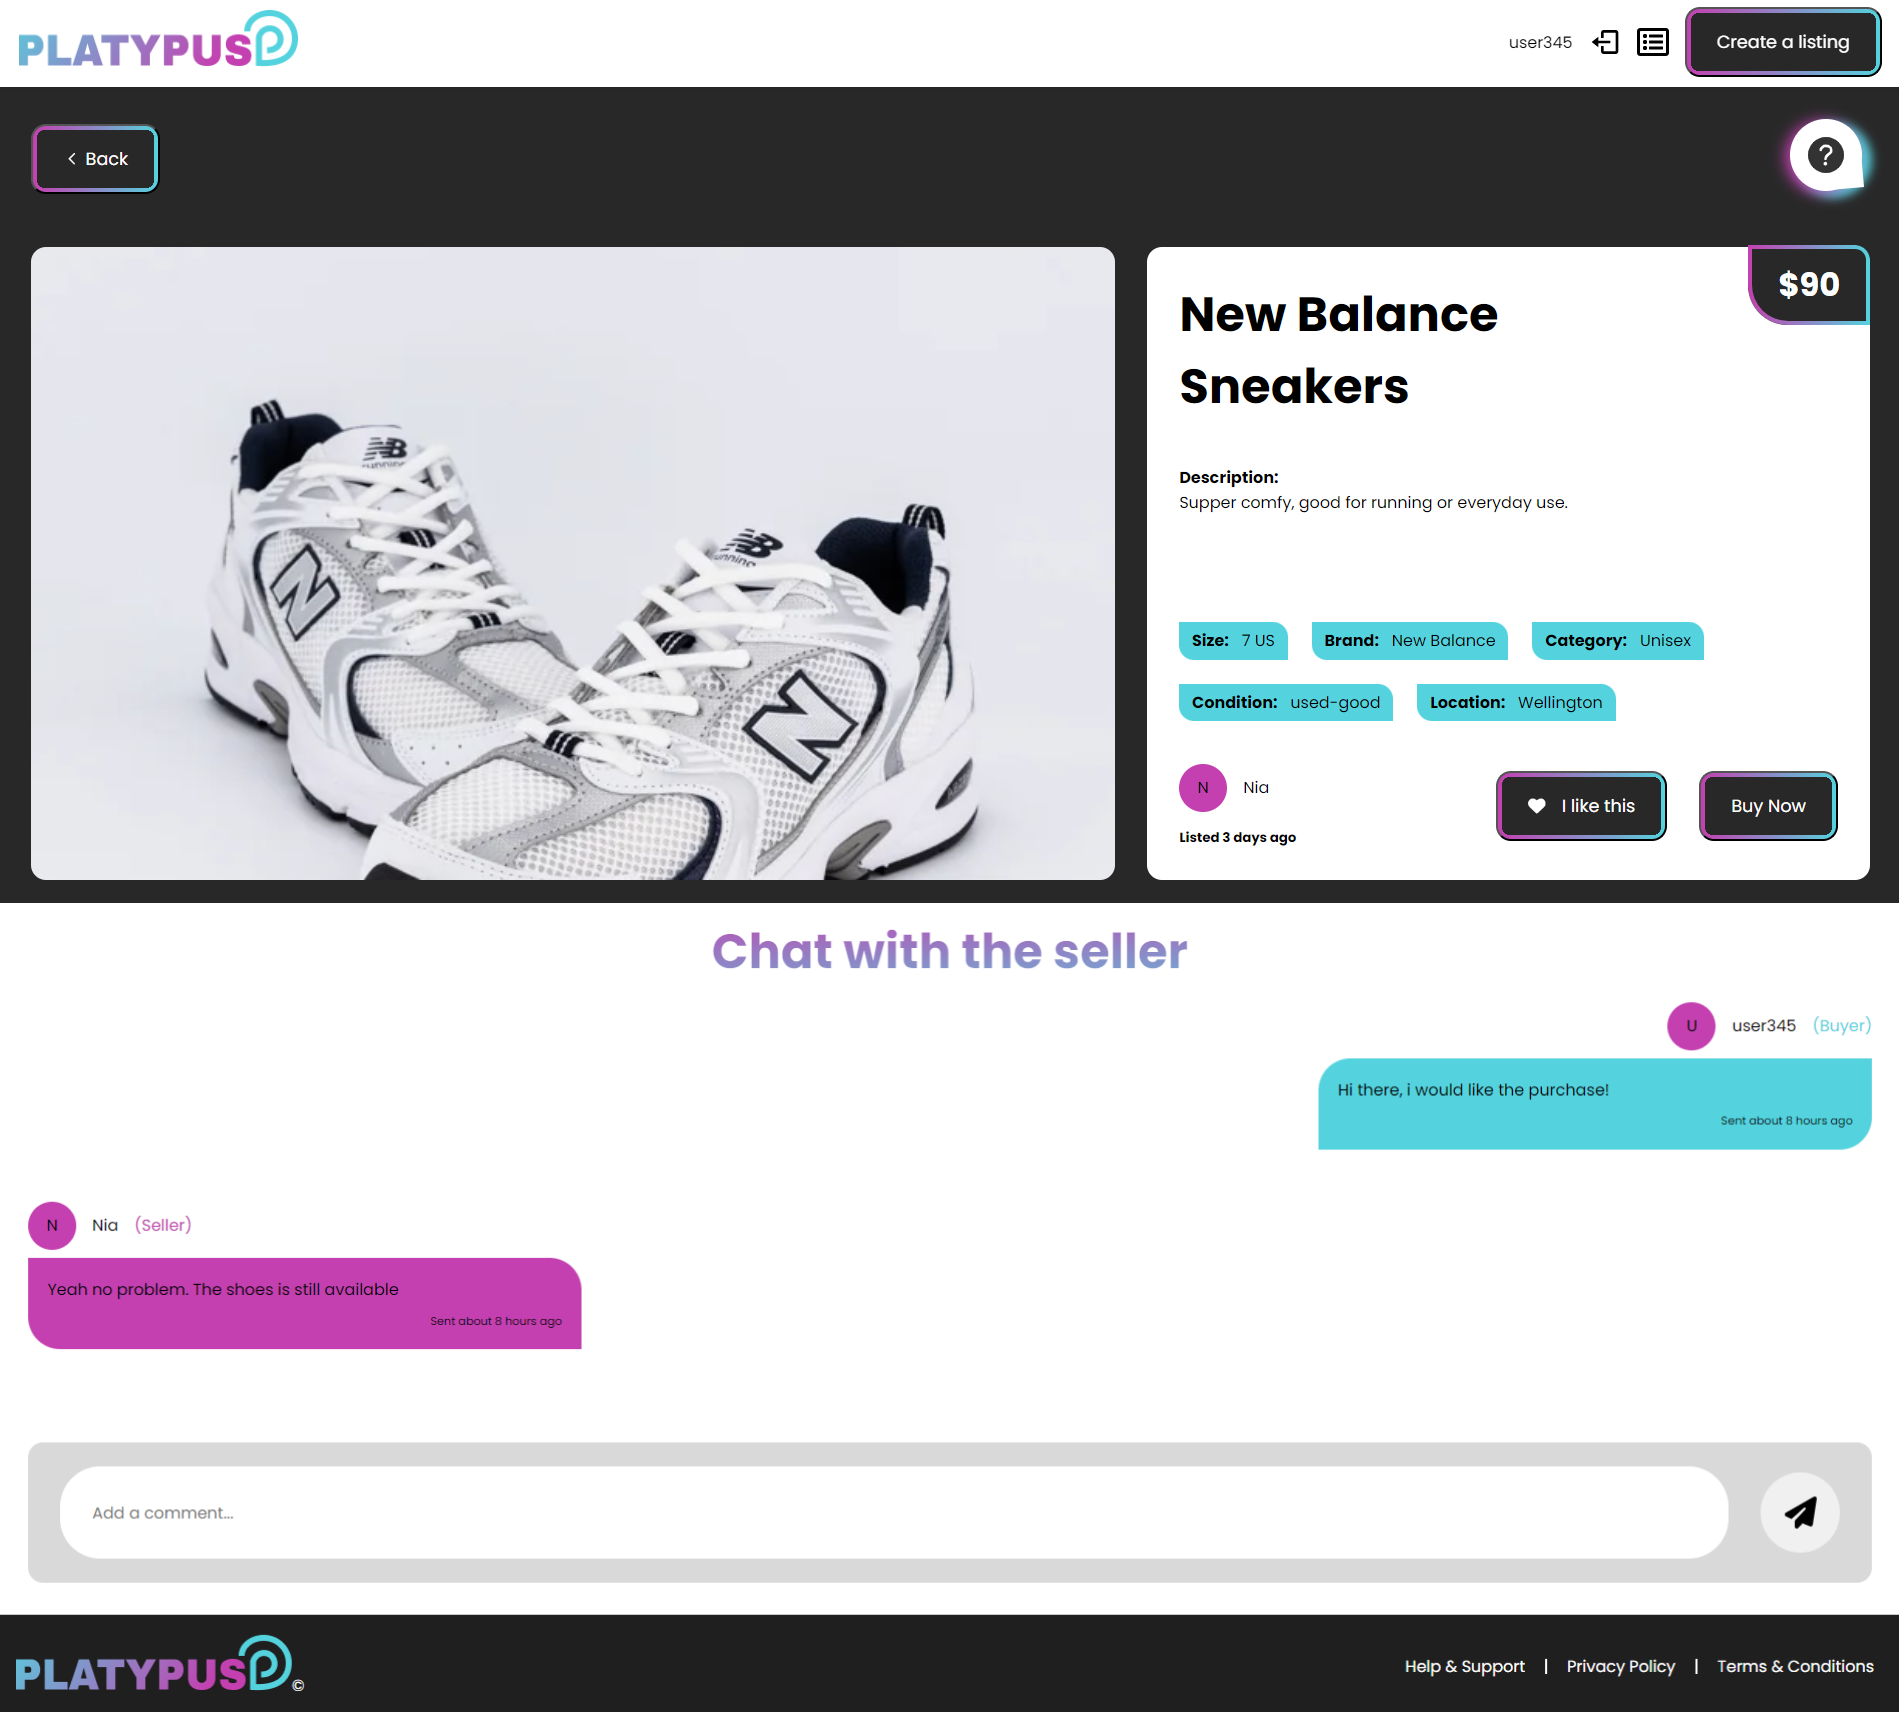 PLATYPUS
user345
Create a listing
Back
?
$90
New Balance
Sneakers
Description:
Supper comfy, good for running or everyday use.
Size: 7 US
Brand: New Balance
Category: Unisex
Condition: used-good
Location: Wellington
N
Nia
Listed 3 days ago
I like this
Buy Now
NB
running
NB
running
N
N
Chat with the seller
U
user345 (Buyer)
Hi there, i would like the purchase!
Sent about 8 hours ago
N
Nia (Seller)
Yeah no problem. The shoes is still available
Sent about 8 hours ago
Add a comment...
PLATYPUS ©
Help & Support | Privacy Policy | Terms & Conditions